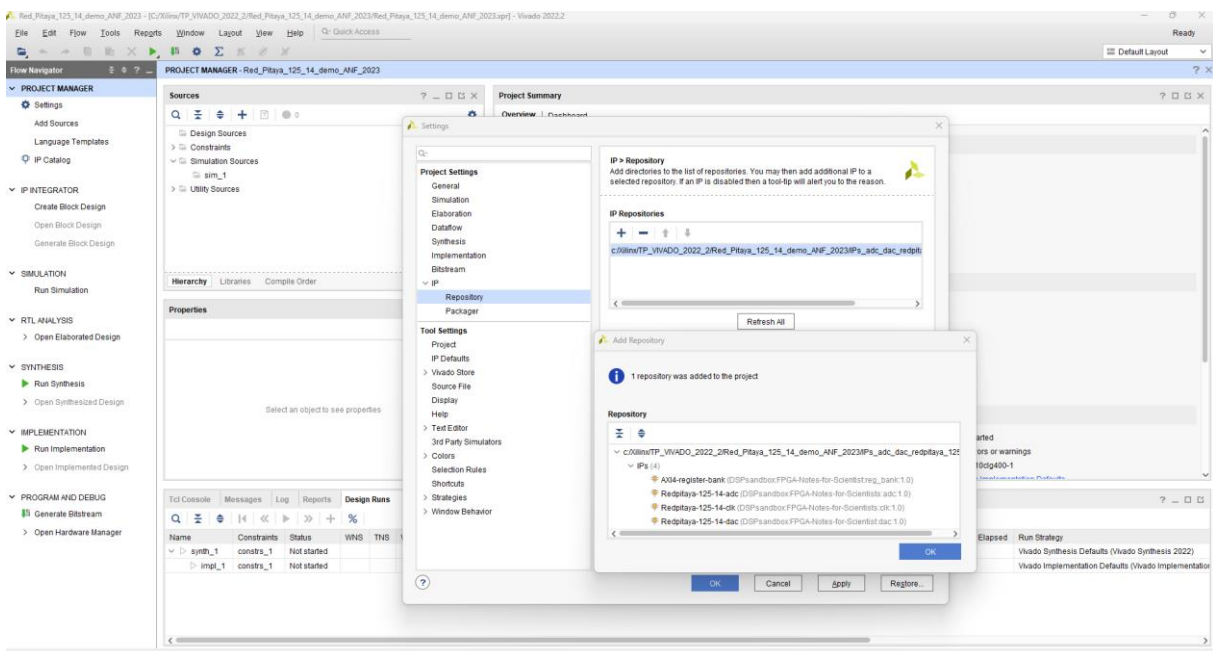 Red_Pitaya_125_14_demo_ANF_2023 - [C:/Xilinx/TP_VIVADO_2022_2/Red_Pitaya_125_14_demo_ANF_2023/Red_Pitaya_125_14_demo_ANF_2023.xpr] - Vivado 2022.2
File Edit Flow Tools Reports Window Layout View Help Quick Access
Ready
Default Layout
Flow Navigator
PROJECT MANAGER
Settings
Add Sources
Language Templates
IP Catalog
IP INTEGRATOR
Create Block Design
Open Block Design
Generate Block Design
SIMULATION
Run Simulation
RTL ANALYSIS
Open Elaborated Design
SYNTHESIS
Run Synthesis
Open Synthesized Design
IMPLEMENTATION
Run Implementation
Open Implemented Design
PROGRAM AND DEBUG
Generate Bitstream
Open Hardware Manager
PROJECT MANAGER - Red_Pitaya_125_14_demo_ANF_2023
Sources
0
Design Sources
Constraints
Simulation Sources
sim_1
Utility Sources
Hierarchy Libraries Compile Order
Properties
Select an object to see properties
Project Summary
Overview | Dashboard
Settings
Project Settings
General
Simulation
Elaboration
Dataflow
Synthesis
Implementation
Bitstream
IP
Repository
Packager
Tool Settings
Project
IP Defaults
Vivado Store
Source File
Display
Help
Text Editor
3rd Party Simulators
Colors
Selection Rules
Shortcuts
Strategies
Window Behavior
IP > Repository
Add directories to the list of repositories. You may then add additional IP to a
selected repository. If an IP is disabled then a tool-tip will alert you to the reason.
IP Repositories
c:/Xilinx/TP_VIVADO_2022_2/Red_Pitaya_125_14_demo_ANF_2023/IPs_adc_dac_redpit
Refresh All
Add Repository
1 repository was added to the project
Repository
c:/Xilinx/TP_VIVADO_2022_2/Red_Pitaya_125_14_demo_ANF_2023/IPs_adc_dac_redpitaya_125
IPs (4)
AXI4-register-bank (DSPsandbox:FPGA-Notes-for-Scientist:reg_bank:1.0)
Redpitaya-125-14-adc (DSPsandbox:FPGA-Notes-for-Scientists:adc:1.0)
Redpitaya-125-14-clk (DSPsandbox:FPGA-Notes-for-Scientists:clk:1.0)
Redpitaya-125-14-dac (DSPsandbox:FPGA-Notes-for-Scientist:dac:1.0)
OK
OK Cancel Apply Restore...
arted
ors or warnings
10clg400-1
Tcl Console Messages Log Reports Design Runs
Name Constraints Status WNS TNS Elapsed Run Strategy
synth_1 constrs_1 Not started Vivado Synthesis Defaults (Vivado Synthesis 2022)
impl_1 constrs_1 Not started Vivado Implementation Defaults (Vivado Implementation